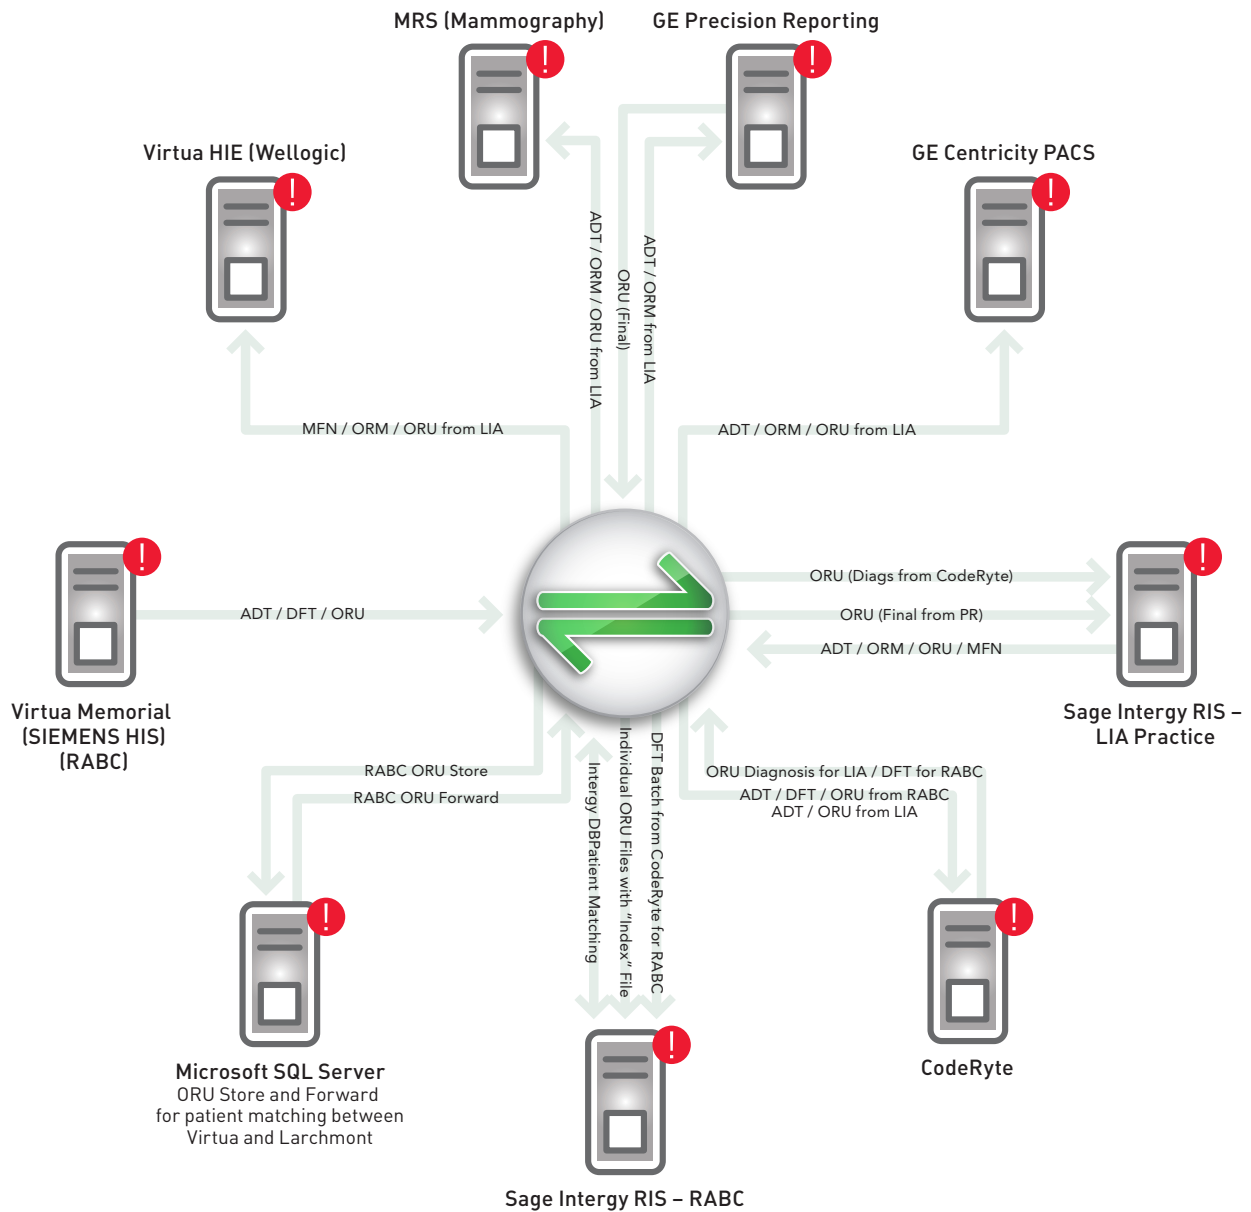 MRS (Mammography)
GE Precision Reporting
Virtua HIE (Wellogic)
GE Centricity PACS
ADT / ORM / ORU from LIA
ORU (Final)
ADT / ORM from LIA
MFN / ORM / ORU from LIA
ADT / ORM / ORU from LIA
ADT / DFT / ORU
ORU (Diags from CodeRyte)
ORU (Final from PR)
ADT / ORM / ORU / MFN
Virtua Memorial
(SIEMENS HIS)
(RABC)
Sage Intergy RIS –
LIA Practice
RABC ORU Store
RABC ORU Forward
Intergy DBPatient Matching
Individual ORU Files with "Index" File
DFT Batch from CodeRyte for RABC
ORU Diagnosis for LIA / DFT for RABC
ADT / DFT / ORU from RABC
ADT / ORU from LIA
Microsoft SQL Server
ORU Store and Forward
for patient matching between
Virtua and Larchmont
CodeRyte
Sage Intergy RIS – RABC